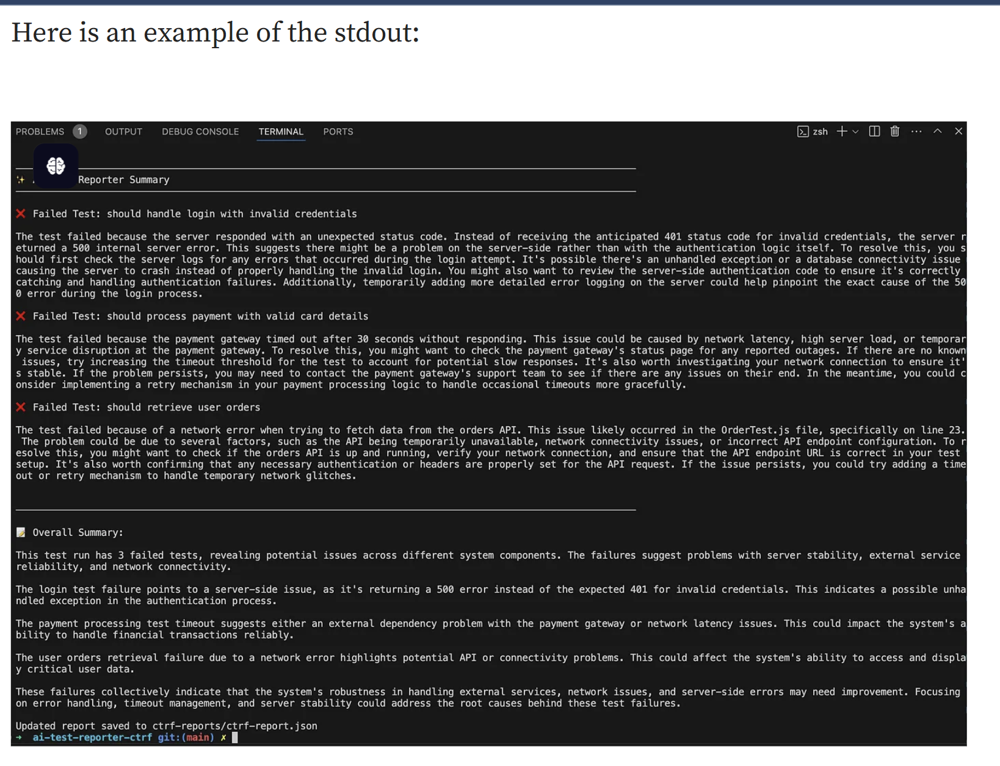 Here is an example of the stdout:
PROBLEMS 1 OUTPUT DEBUG CONSOLE TERMINAL PORTS zsh
Reporter Summary
Failed Test: should handle login with invalid credentials
The test failed because the server responded with an unexpected status code. Instead of receiving the anticipated 401 status code for invalid credentials, the server r
eturned a 500 internal server error. This suggests there might be a problem on the server-side rather than with the authentication logic itself. To resolve this, you s
hould first check the server logs for any errors that occurred during the login attempt. It's possible there's an unhandled exception or a database connectivity issue
causing the server to crash instead of properly handling the invalid login. You might also want to review the server-side authentication code to ensure it's correctly
catching and handling authentication failures. Additionally, temporarily adding more detailed error logging on the server could help pinpoint the exact cause of the 50
0 error during the login process.
Failed Test: should process payment with valid card details
The test failed because the payment gateway timed out after 30 seconds without responding. This issue could be caused by network latency, high server load, or temporar
y service disruption at the payment gateway. To resolve this, you might want to check the payment gateway's status page for any reported outages. If there are no known
issues, try increasing the timeout threshold for the test to account for potential slow responses. It's also worth investigating your network connection to ensure it'
s stable. If the problem persists, you may need to contact the payment gateway's support team to see if there are any issues on their end. In the meantime, you could c
onsider implementing a retry mechanism in your payment processing logic to handle occasional timeouts more gracefully.
Failed Test: should retrieve user orders
The test failed because of a network error when trying to fetch data from the orders API. This issue likely occurred in the OrderTest.js file, specifically on line 23.
The problem could be due to several factors, such as the API being temporarily unavailable, network connectivity issues, or incorrect API endpoint configuration. To r
esolve this, you might want to check if the orders API is up and running, verify your network connection, and ensure that the API endpoint URL is correct in your test
setup. It's also worth confirming that any necessary authentication or headers are properly set for the API request. If the issue persists, you could try adding a time
out or retry mechanism to handle temporary network glitches.
Overall Summary:
This test run has 3 failed tests, revealing potential issues across different system components. The failures suggest problems with server stability, external service
reliability, and network connectivity.
The login test failure points to a server-side issue, as it's returning a 500 error instead of the expected 401 for invalid credentials. This indicates a possible unha
ndled exception in the authentication process.
The payment processing test timeout suggests either an external dependency problem with the payment gateway or network latency issues. This could impact the system's a
bility to handle financial transactions reliably.
The user orders retrieval failure due to a network error highlights potential API or connectivity problems. This could affect the system's ability to access and displa
y critical user data.
These failures collectively indicate that the system's robustness in handling external services, network issues, and server-side errors may need improvement. Focusing
on error handling, timeout management, and server stability could address the root causes behind these test failures.
Updated report saved to ctrf-reports/ctrf-report.json
➜ ai-test-reporter-ctrf git:(main) ✗